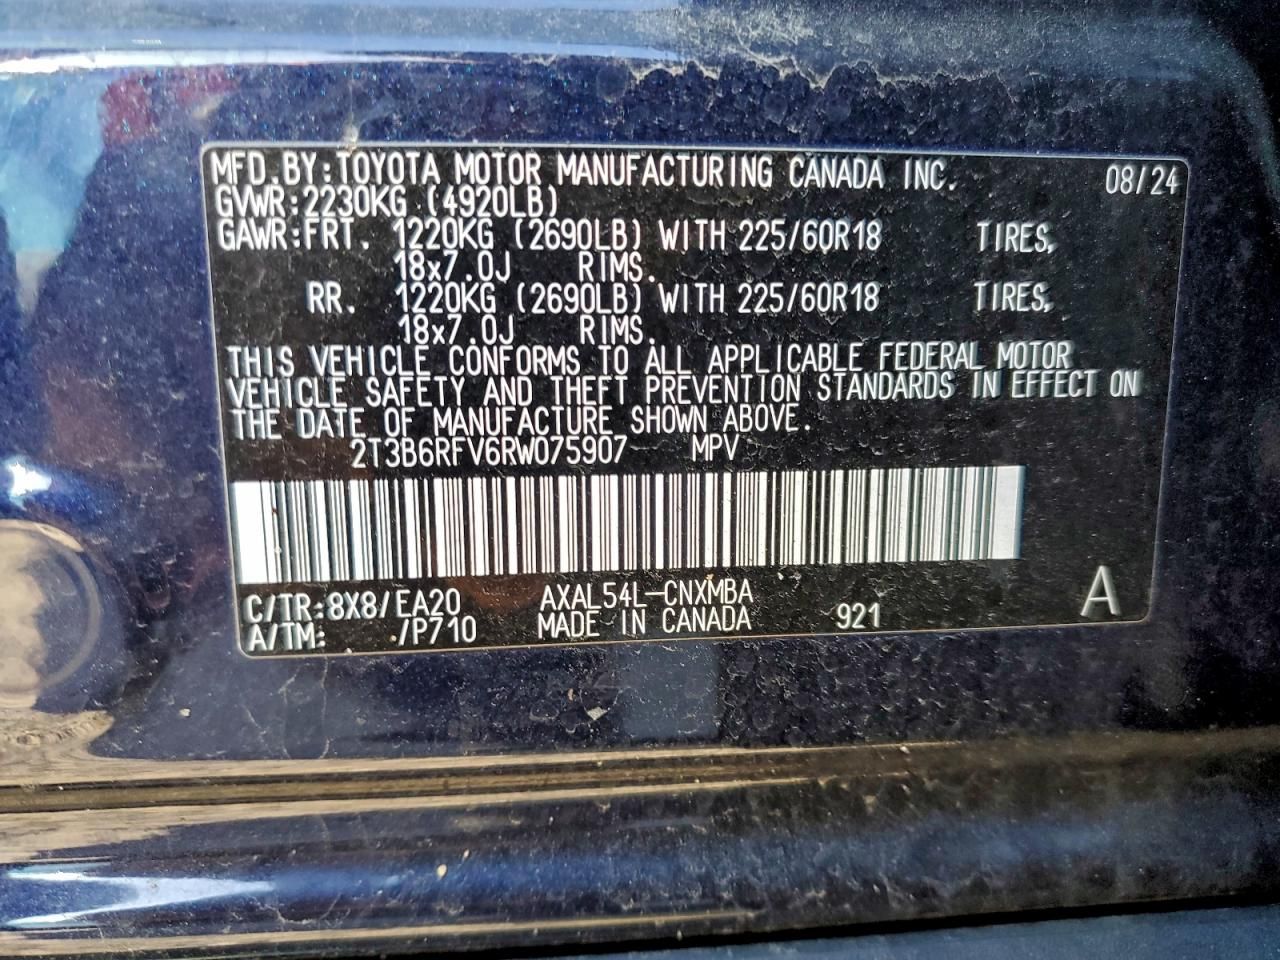 MFD.BY:TOYOTA MOTOR MANUFACTURING CANADA INC. 08/24
GVWR:2230KG (4920LB)
GAWR:FRT. 1220KG (2690LB) WITH 225/60R18 TIRES,
18x7.0J RIMS.
RR. 1220KG (2690LB) WITH 225/60R18 TIRES,
18x7.0J RIMS.
THIS VEHICLE CONFORMS TO ALL APPLICABLE FEDERAL MOTOR
VEHICLE SAFETY AND THEFT PREVENTION STANDARDS IN EFFECT ON
THE DATE OF MANUFACTURE SHOWN ABOVE.
2T3B6RFV6RW075907 MPV
C/TR:8X8/EA20 AXAL54L-CNXMBA
A/TM: /P710 MADE IN CANADA 921 A